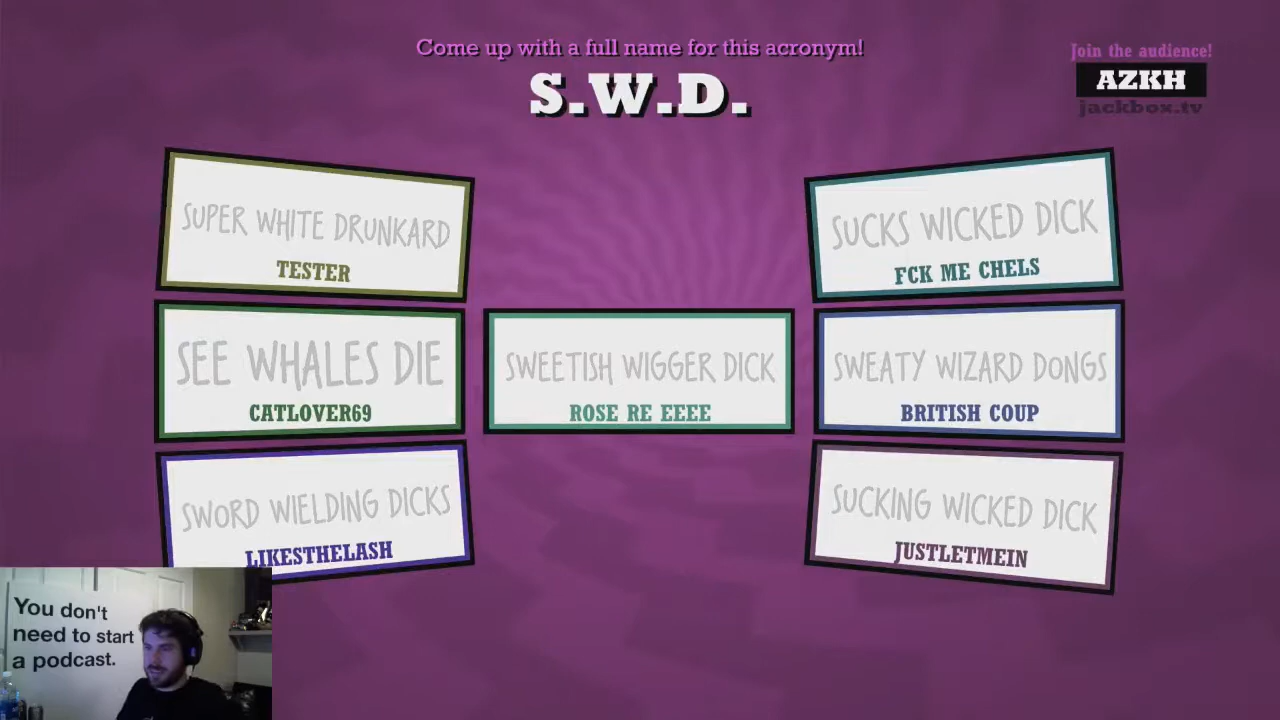 Come up with a full name for this acronym!
S.W.D.
Join the audience!
AZKH
jackbox.tv
SUPER WHITE DRUNKARD
TESTER
SUCKS WICKED DICK
FCK ME CHELS
SEE WHALES DIE
CATLOVER69
SWEETISH WIGGER DICK
ROSE RE EEEE
SWEATY WIZARD DONGS
BRITISH COUP
SWORD WIELDING DICKS
LIKESTHELASH
SUCKING WICKED DICK
JUSTLETMEIN
You don't
need to start
a podcast.